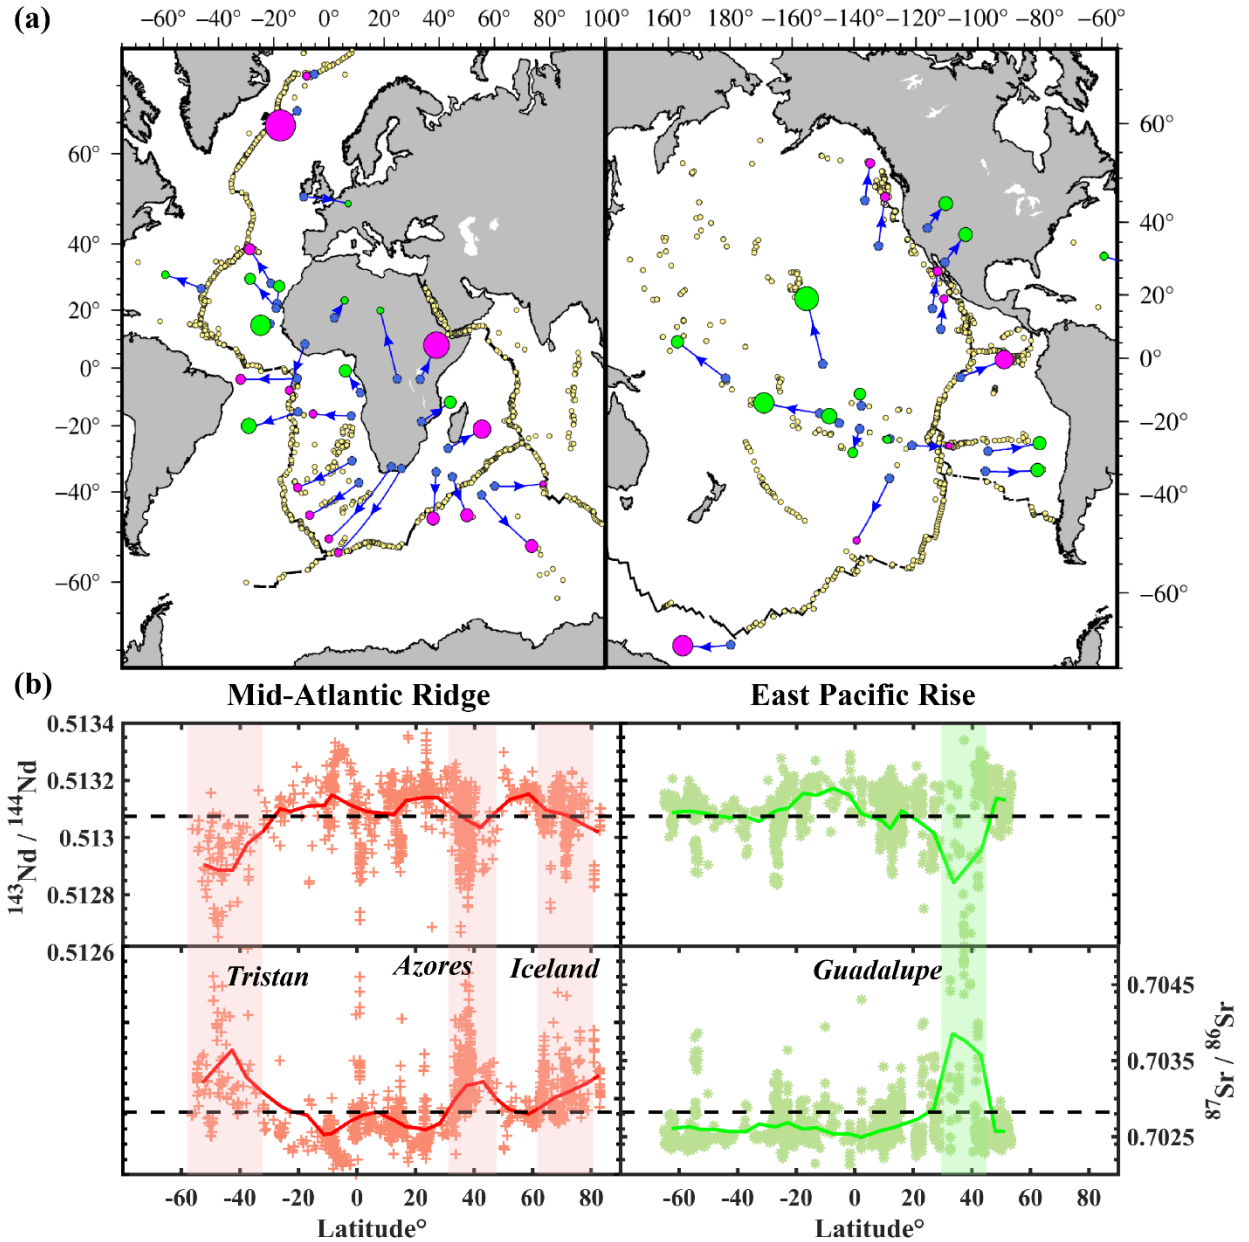 (a)
−60° −40° −20° 0° 20° 40° 60° 80° 100 160° −160° −140° −120° −100° −80° −60°
60° 60°
40° 40°
20° 20°
0° 0°
−20° −20°
−40° −40°
−60° −60°
(b) Mid-Atlantic Ridge East Pacific Rise
0.5134
0.5132
0.513
0.5128
0.5126
143Nd / 144Nd
Tristan Azores Iceland Guadalupe
0.7045
0.7035
0.7025
87Sr / 86Sr
-60 -40 -20 0 20 40 60 80 -60 -40 -20 0 20 40 60 80
Latitude° Latitude°